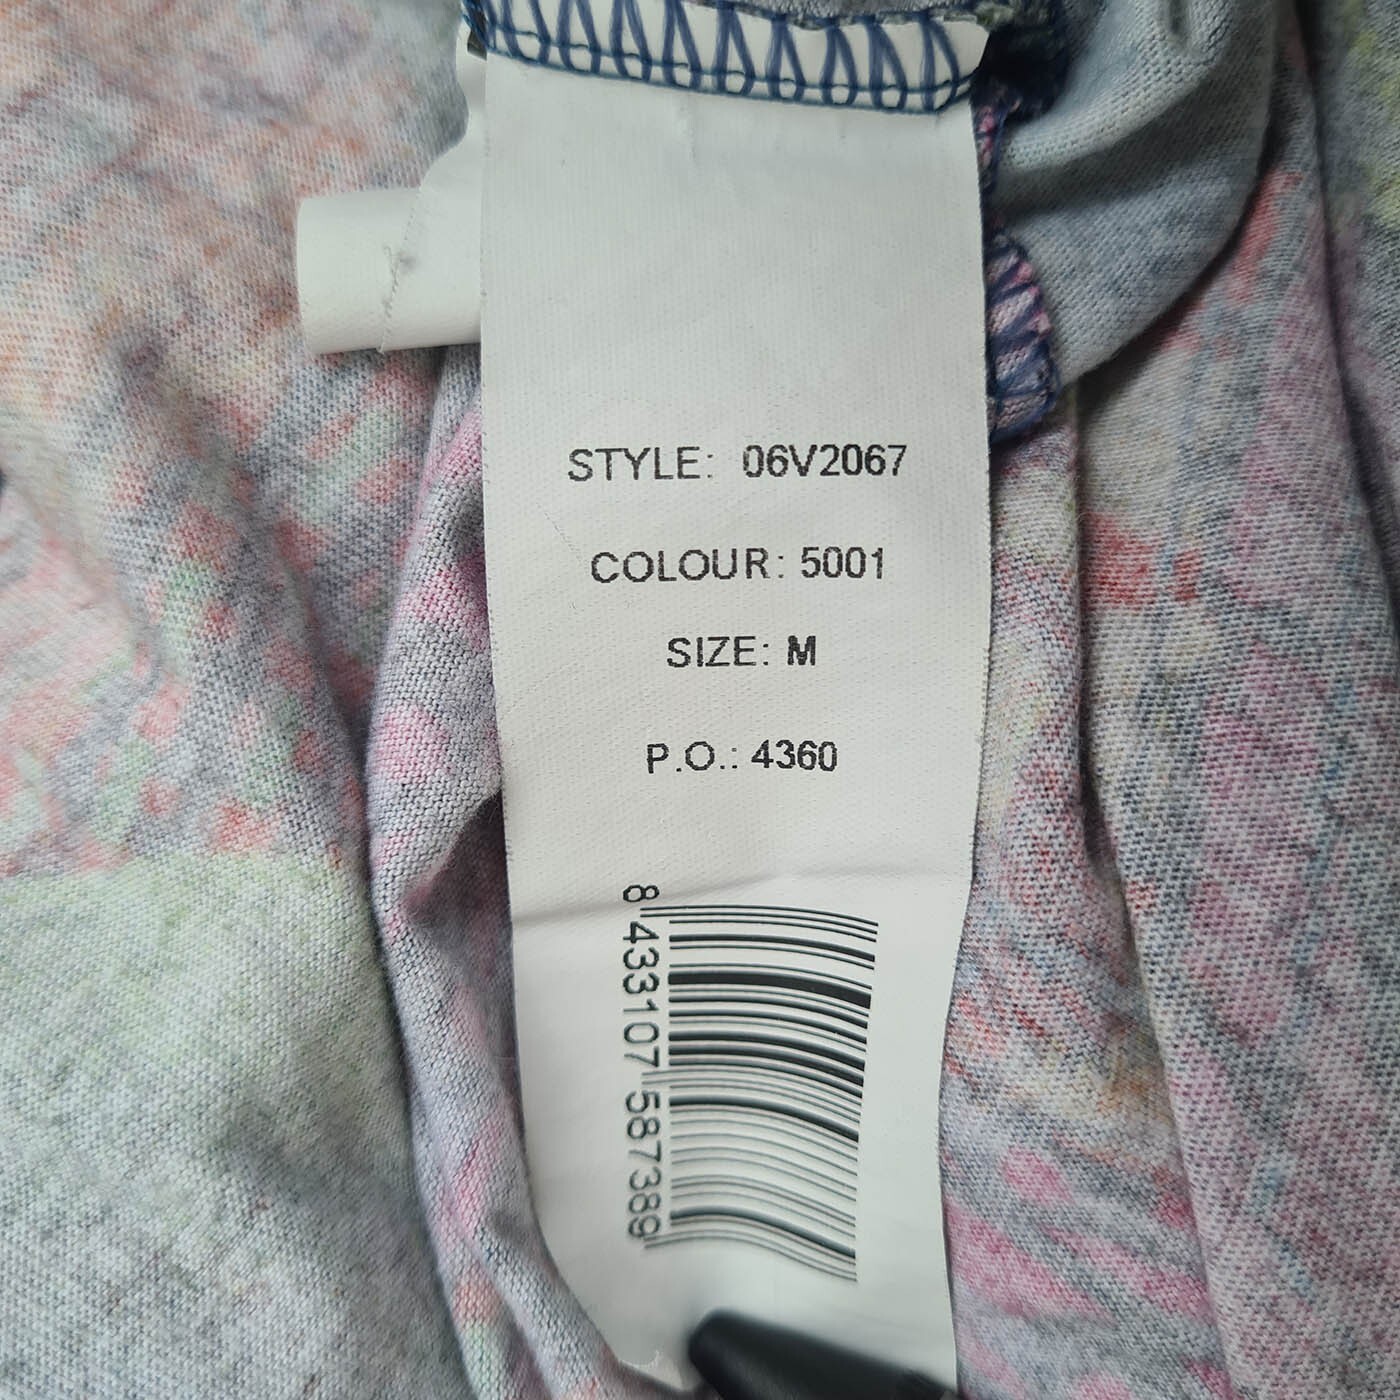 STYLE: 06V2067
COLOUR: 5001
SIZE: M
P.O.: 4360
8 433107 587389